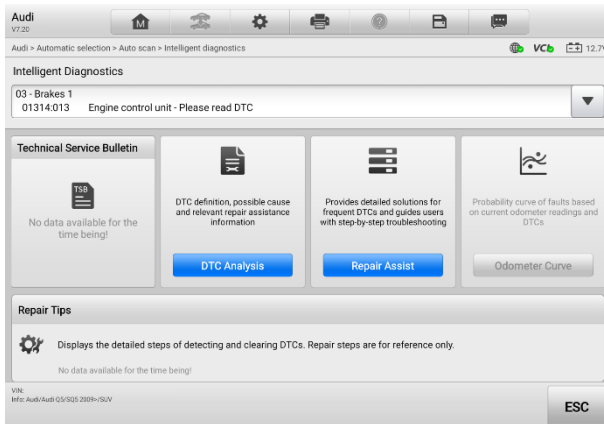 Audi
V7.20
M
Audi > Automatic selection > Auto scan > Intelligent diagnostics
VCI
12.7V
Intelligent Diagnostics
03 - Brakes 1
01314:013 Engine control unit - Please read DTC
Technical Service Bulletin
TSB
No data available for the
time being!
DTC definition, possible cause
and relevant repair assistance
information
DTC Analysis
Provides detailed solutions for
frequent DTCs and guides users
with step-by-step troubleshooting
Repair Assist
Probability curve of faults based
on current odometer readings and
DTCs
Odometer Curve
Repair Tips
Displays the detailed steps of detecting and clearing DTCs. Repair steps are for reference only.
No data available for the time being!
VIN:
Info: Audi/Audi Q5/SQ5 2009>/SUV
ESC